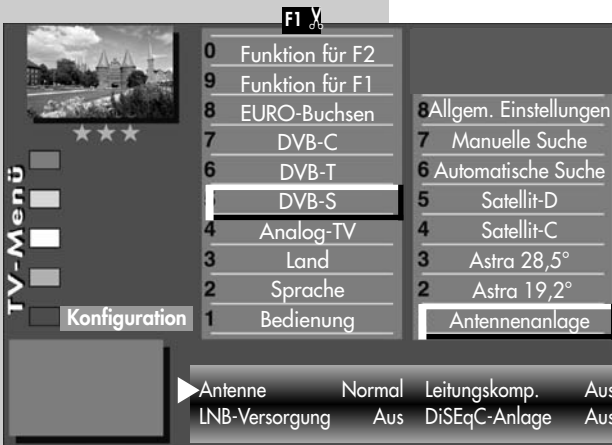 F1
0 Funktion für F2
9 Funktion für F1
8 EURO-Buchsen
7 DVB-C
6 DVB-T
DVB-S
4 Analog-TV
3 Land
2 Sprache
1 Bedienung
8 Allgem. Einstellungen
7 Manuelle Suche
6 Automatische Suche
5 Satellit-D
4 Satellit-C
3 Astra 28,5°
2 Astra 19,2°
Antennenanlage
TV-Menü
Konfiguration
Antenne Normal Leitungskomp. Aus
LNB-Versorgung Aus DiSEqC-Anlage Aus